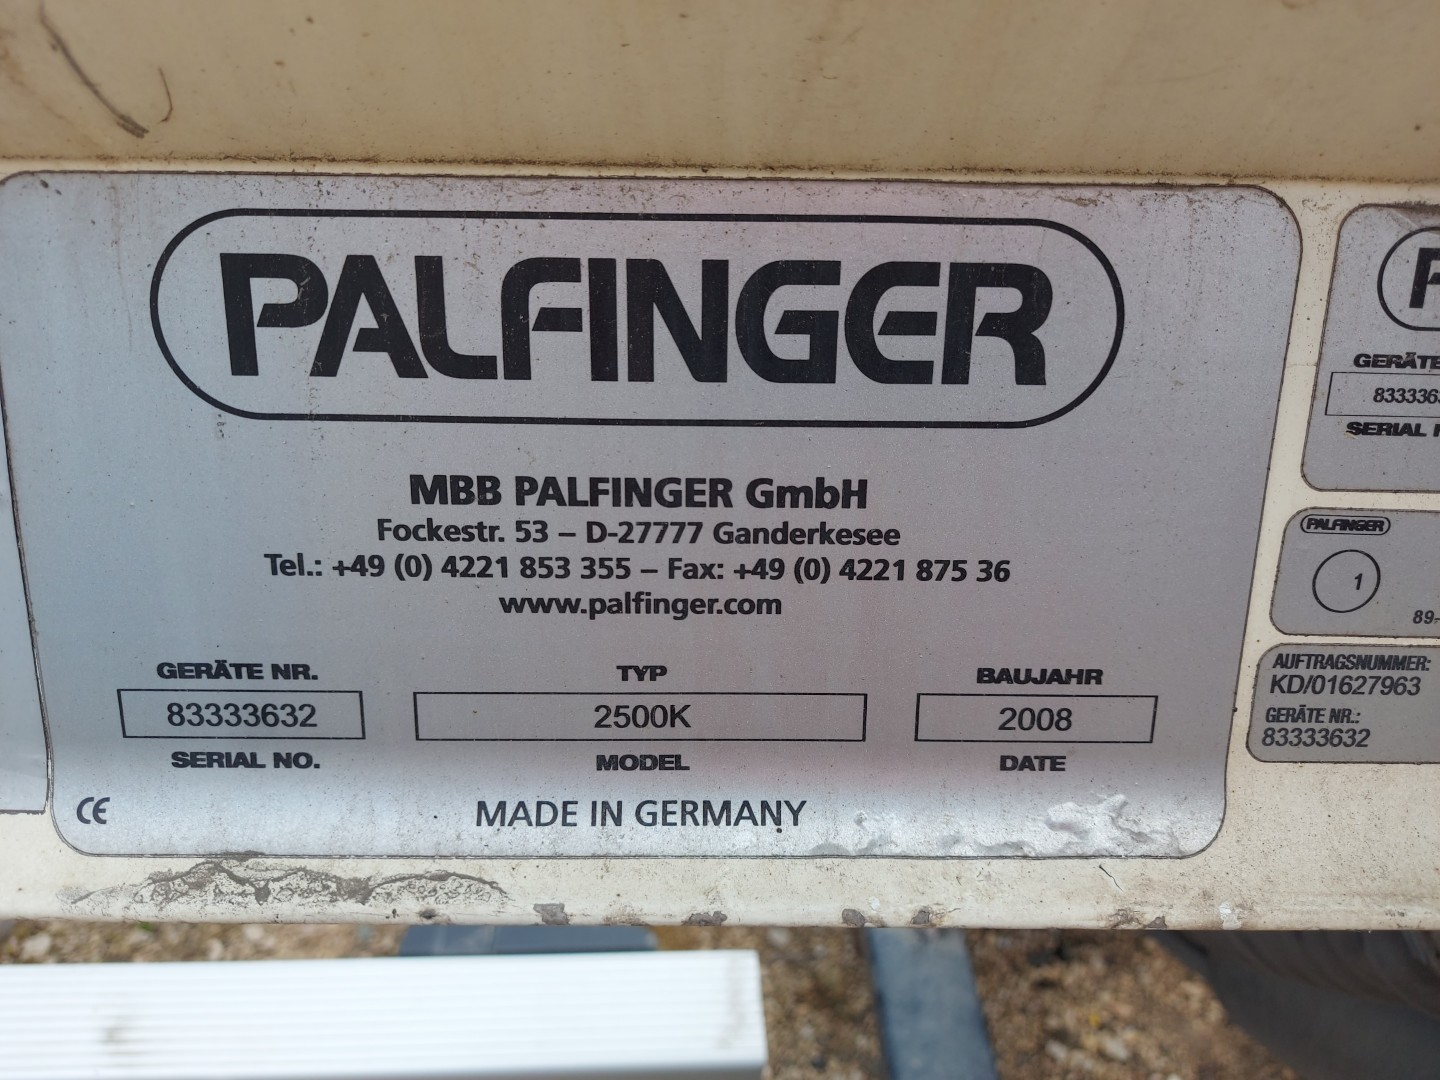 PALFINGER
MBB PALFINGER GmbH
Fockestr. 53 – D-27777 Ganderkesee
Tel.: +49 (0) 4221 853 355 – Fax: +49 (0) 4221 875 36
www.palfinger.com
GERÄTE NR. TYP BAUJAHR
83333632 2500K 2008
SERIAL NO. MODEL DATE
CE MADE IN GERMANY
GERÄTE
SERIAL
PALFINGER
1
89-
AUFTRAGSNUMMER:
KD/01627963
GERÄTE NR.:
83333632